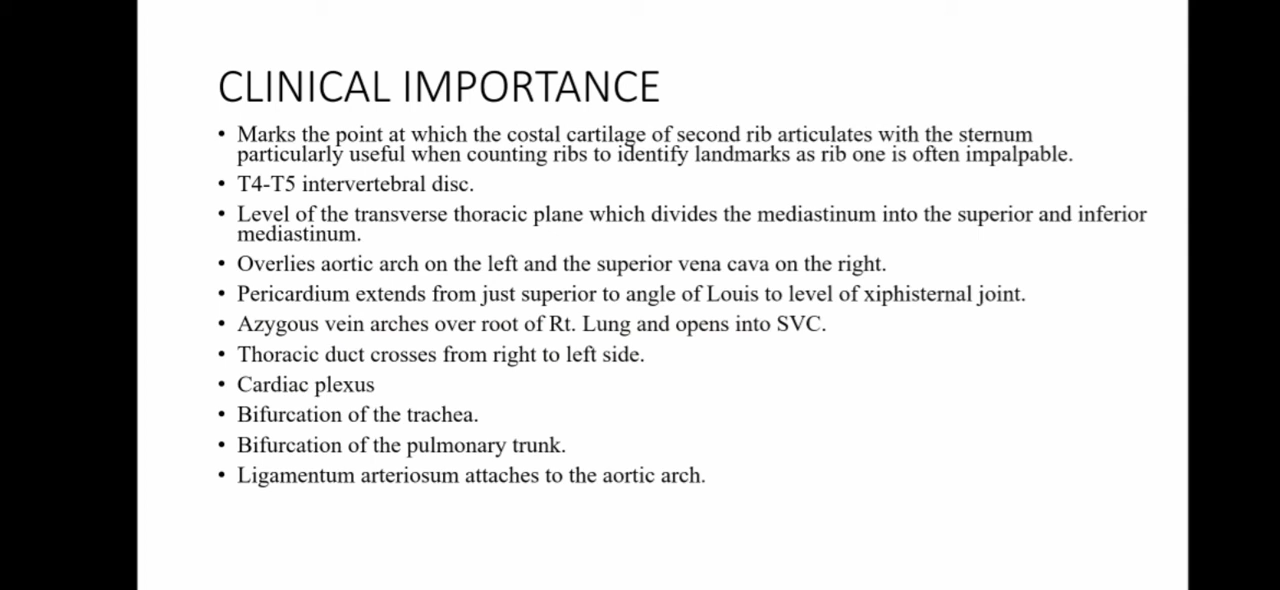 CLINICAL IMPORTANCE
• Marks the point at which the costal cartilage of second rib articulates with the sternum
particularly useful when counting ribs to identify landmarks as rib one is often impalpable.
• T4-T5 intervertebral disc.
• Level of the transverse thoracic plane which divides the mediastinum into the superior and inferior
mediastinum.
• Overlies aortic arch on the left and the superior vena cava on the right.
• Pericardium extends from just superior to angle of Louis to level of xiphisternal joint.
• Azygous vein arches over root of Rt. Lung and opens into SVC.
• Thoracic duct crosses from right to left side.
• Cardiac plexus
• Bifurcation of the trachea.
• Bifurcation of the pulmonary trunk.
• Ligamentum arteriosum attaches to the aortic arch.